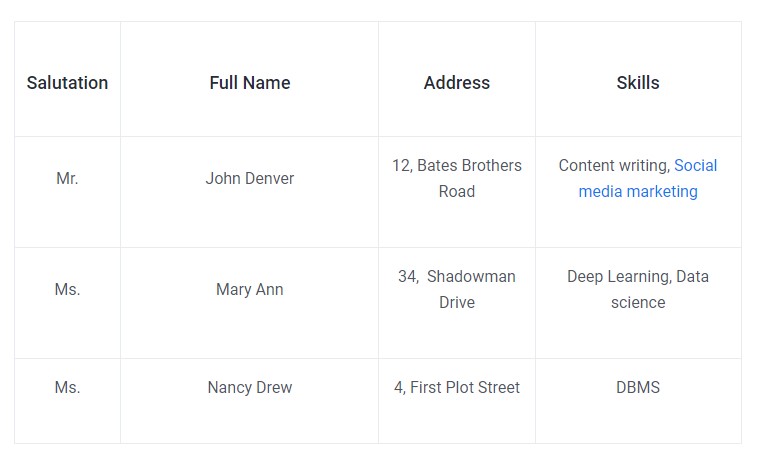 Salutation Full Name Address Skills
Mr. John Denver 12, Bates Brothers Road Content writing, Social media marketing
Ms. Mary Ann 34,  Shadowman Drive Deep Learning, Data science
Ms. Nancy Drew 4, First Plot Street DBMS